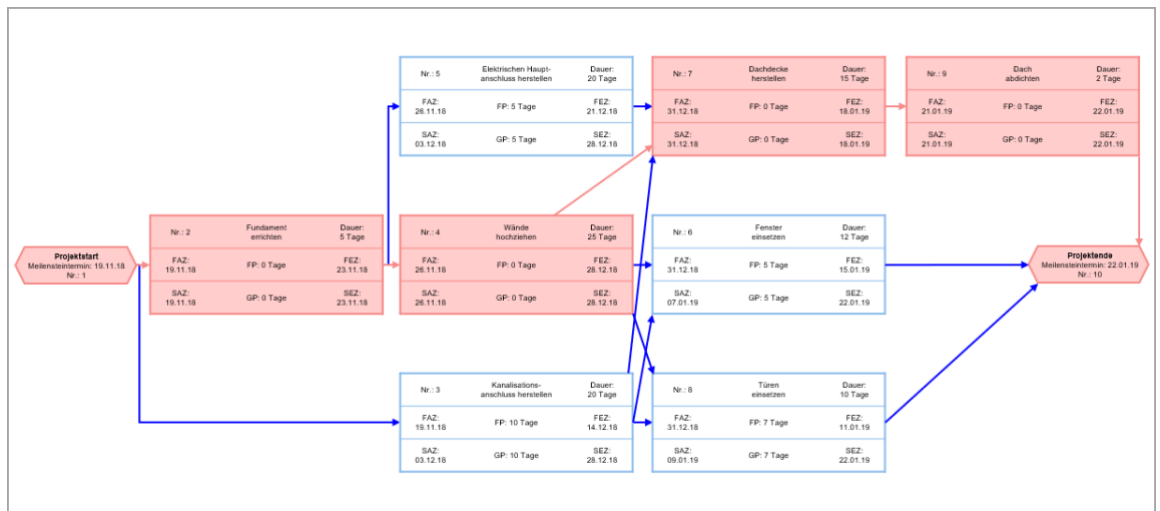 Nr.: 5 Elektrischen Haupt- Dauer:
anschluss herstellen 20 Tage
FAZ: FP: 5 Tage FEZ:
26.11.18 21.12.18
SAZ: GP: 5 Tage SEZ:
03.12.18 28.12.18
Nr.: 7 Dachdecke Dauer:
herstellen 15 Tage
FAZ: FP: 0 Tage FEZ:
31.12.18 18.01.19
SAZ: GP: 0 Tage SEZ:
31.12.18 18.01.19
Nr.: 9 Dach Dauer:
abdichten 2 Tage
FAZ: FP: 0 Tage FEZ:
21.01.19 22.01.19
SAZ: GP: 0 Tage SEZ:
21.01.19 22.01.19
Projektstart
Meilensteintermin: 19.11.18
Nr.: 1
Nr.: 2 Fundament Dauer:
errichten 5 Tage
FAZ: FP: 0 Tage FEZ:
19.11.18 23.11.18
SAZ: GP: 0 Tage SEZ:
19.11.18 23.11.18
Nr.: 4 Wände Dauer:
hochziehen 25 Tage
FAZ: FP: 0 Tage FEZ:
26.11.18 28.12.18
SAZ: GP: 0 Tage SEZ:
26.11.18 28.12.18
Nr.: 6 Fenster Dauer:
einsetzen 12 Tage
FAZ: FP: 5 Tage FEZ:
31.12.18 15.01.19
SAZ: GP: 5 Tage SEZ:
07.01.19 22.01.19
Projektende
Meilensteintermin: 22.01.19
Nr.: 10
Nr.: 3 Kanalisations- Dauer:
anschluss herstellen 20 Tage
FAZ: FP: 10 Tage FEZ:
19.11.18 14.12.18
SAZ: GP: 10 Tage SEZ:
03.12.18 28.12.18
Nr.: 8 Türen Dauer:
einsetzen 10 Tage
FAZ: FP: 7 Tage FEZ:
31.12.18 11.01.19
SAZ: GP: 7 Tage SEZ:
09.01.19 22.01.19